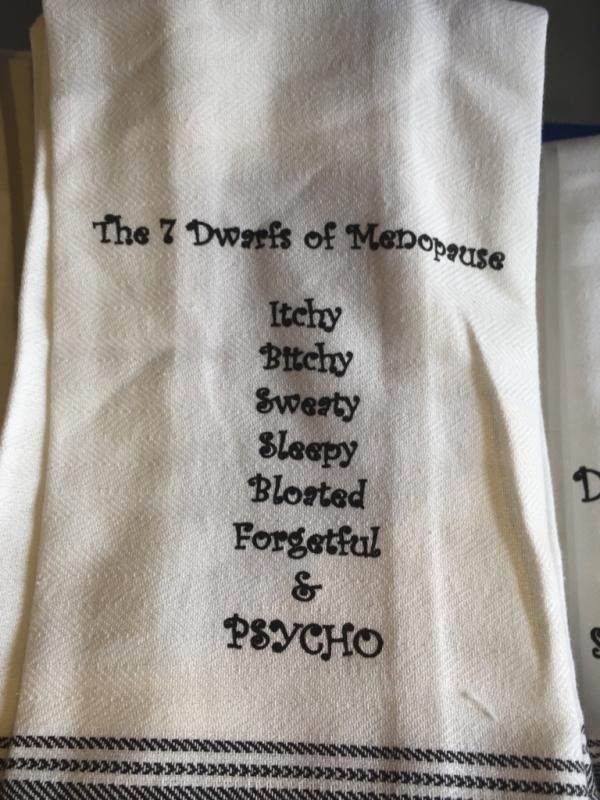 The 7 Dwarfs of Menopause
Itchy
Bitchy
Sweaty
Sleepy
Bloated
Forgetful
&
PSYCHO